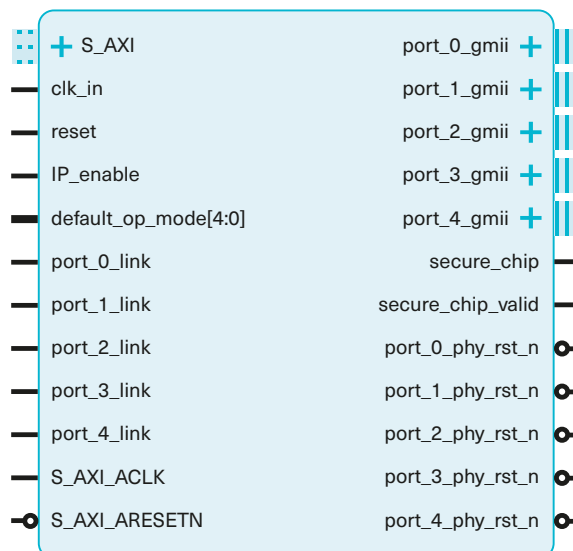 S_AXI
port_0_gmii
clk_in
port_1_gmii
reset
port_2_gmii
IP_enable
port_3_gmii
default_op_mode[4:0]
port_4_gmii
port_0_link
secure_chip
port_1_link
secure_chip_valid
port_2_link
port_0_phy_rst_n
port_3_link
port_1_phy_rst_n
port_4_link
port_2_phy_rst_n
S_AXI_ACLK
port_3_phy_rst_n
S_AXI_ARESETN
port_4_phy_rst_n